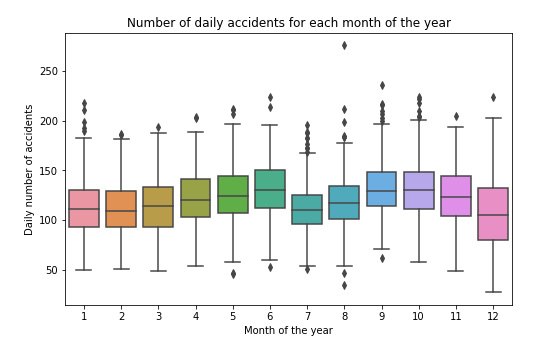 Number of daily accidents for each month of the year
Daily number of accidents
250
200
150
100
50
1 2 3 4 5 6 7 8 9 10 11 12
Month of the year